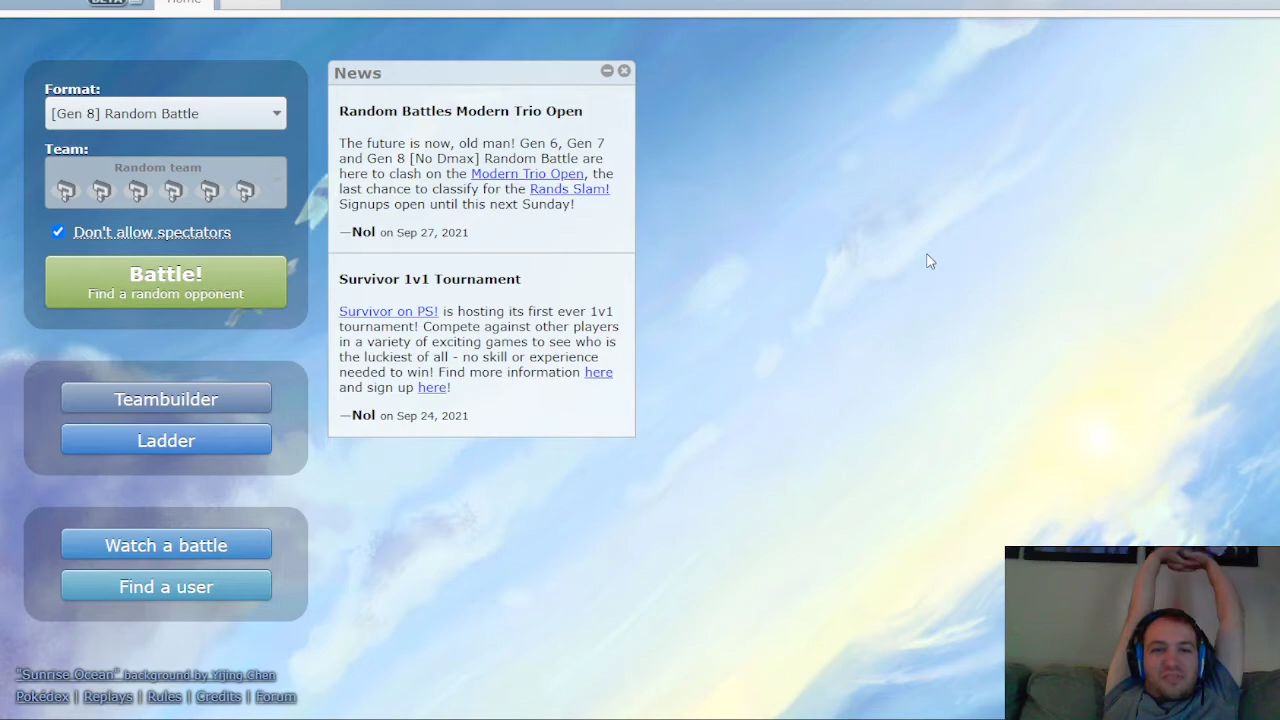 BETA
Home
Format:
[Gen 8] Random Battle
Team:
Random team
Don't allow spectators
Battle!
Find a random opponent
Teambuilder
Ladder
Watch a battle
Find a user
"Sunrise Ocean" background by Yijing Chen
Pokédex | Replays | Rules | Credits | Forum
News
Random Battles Modern Trio Open
The future is now, old man! Gen 6, Gen 7
and Gen 8 [No Dmax] Random Battle are
here to clash on the Modern Trio Open, the
last chance to classify for the Rands Slam!
Signups open until this next Sunday!
—Nol on Sep 27, 2021
Survivor 1v1 Tournament
Survivor on PS! is hosting its first ever 1v1
tournament! Compete against other players
in a variety of exciting games to see who is
the luckiest of all - no skill or experience
needed to win! Find more information here
and sign up here!
—Nol on Sep 24, 2021